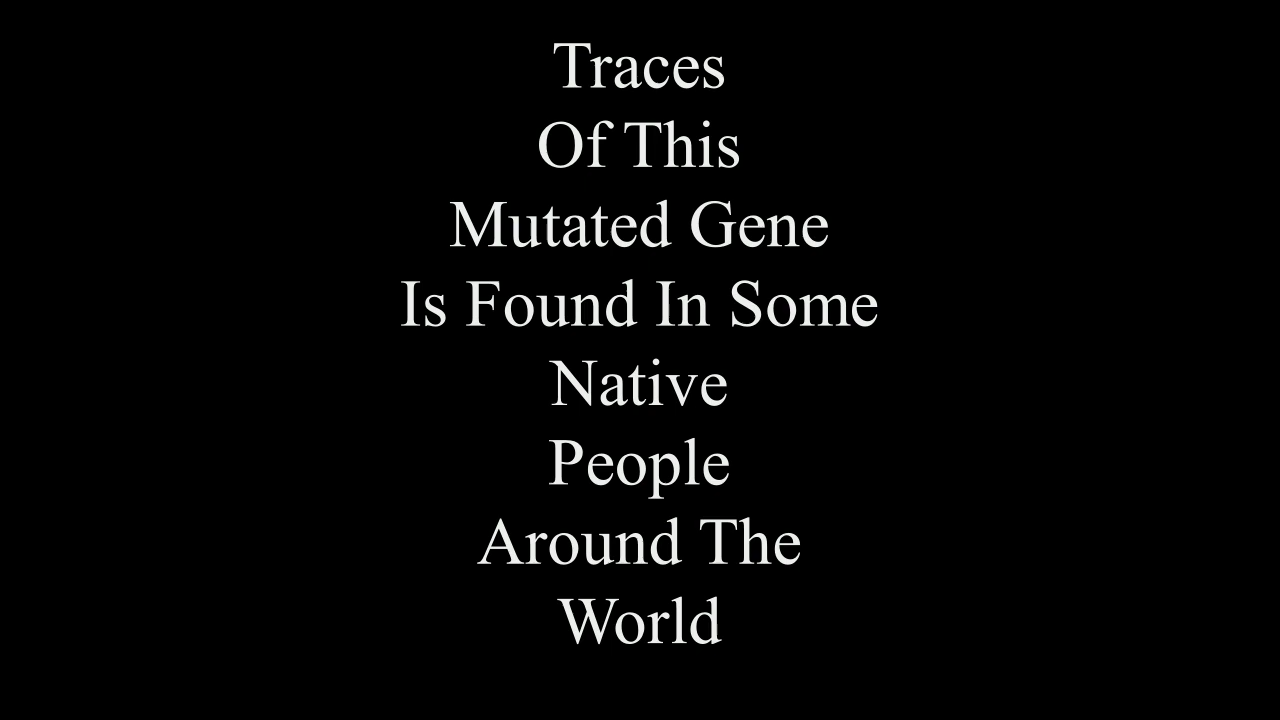 Traces
Of This
Mutated Gene
Is Found In Some
Native
People
Around The
World